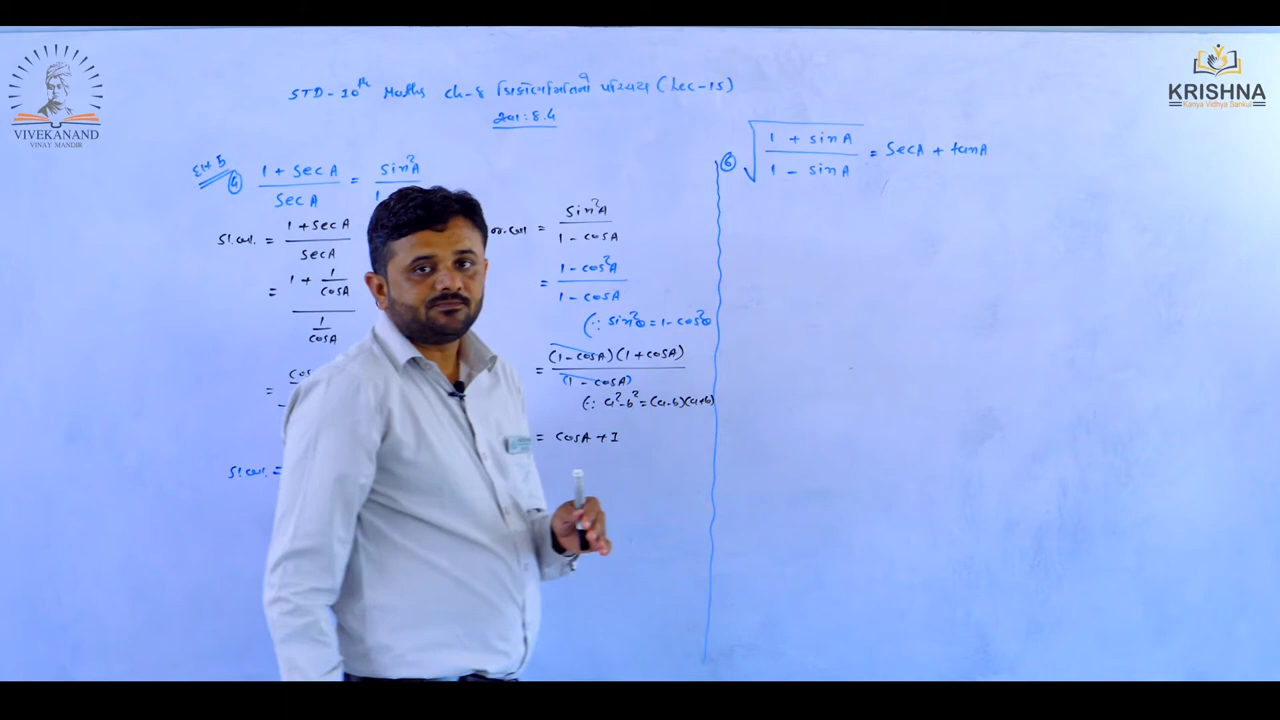 VIVEKANAND
VINAY MANDIR
KRISHNA
Kanya Vidhya Sankul
STD-10th Maths Ch-8 ત્રિકોણમિતિનો પરિચય (Lec-15)
સ્વા: 8.4
(4) (1 + SecA)/SecA = sin²A/1
ડા.બા. = (1 + SecA)/SecA
= (1 + 1/cosA)/(1/cosA)
= cos
ડા.બા. =
જ.બા. = Sin²A/(1 - cosA)
= (1 - cos²A)/(1 - cosA)
(∵ Sin²θ = 1 - cos²θ)
= (1 - cosA)(1 + cosA)/(1 - cosA)
(∵ a² - b² = (a-b)(a+b)
= cosA + 1
(6) √((1 + sinA)/(1 - sinA)) = SecA + tanA